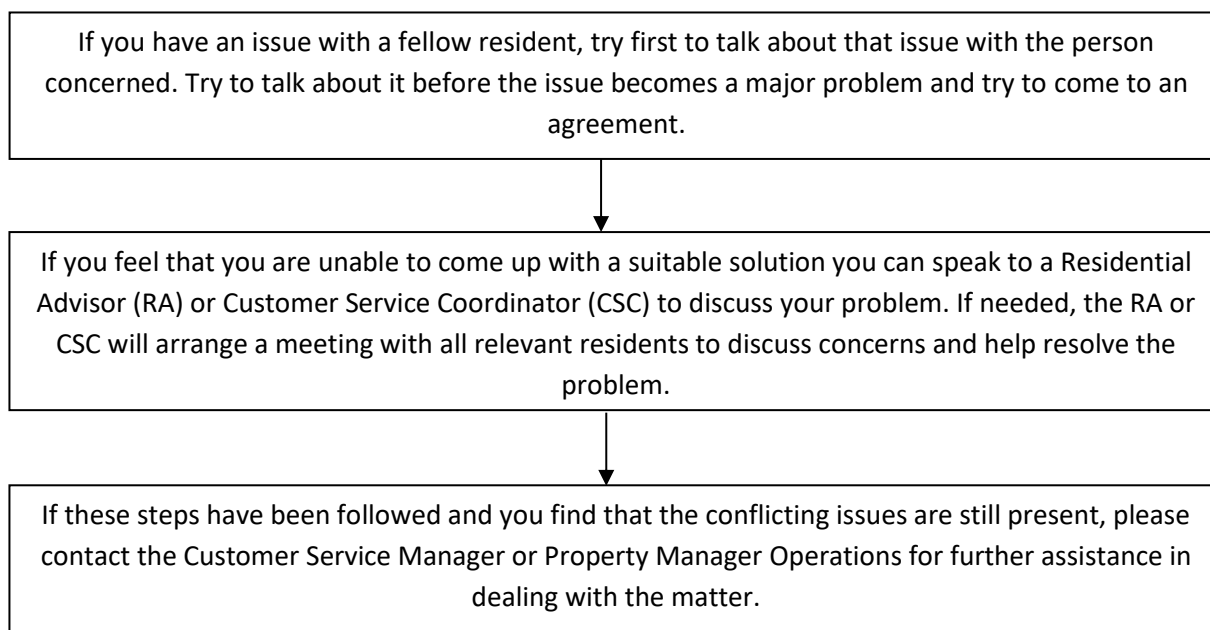 If you have an issue with a fellow resident, try first to talk about that issue with the person
concerned. Try to talk about it before the issue becomes a major problem and try to come to an
agreement.
If you feel that you are unable to come up with a suitable solution you can speak to a Residential
Advisor (RA) or Customer Service Coordinator (CSC) to discuss your problem. If needed, the RA or
CSC will arrange a meeting with all relevant residents to discuss concerns and help resolve the
problem.
If these steps have been followed and you find that the conflicting issues are still present, please
contact the Customer Service Manager or Property Manager Operations for further assistance in
dealing with the matter.